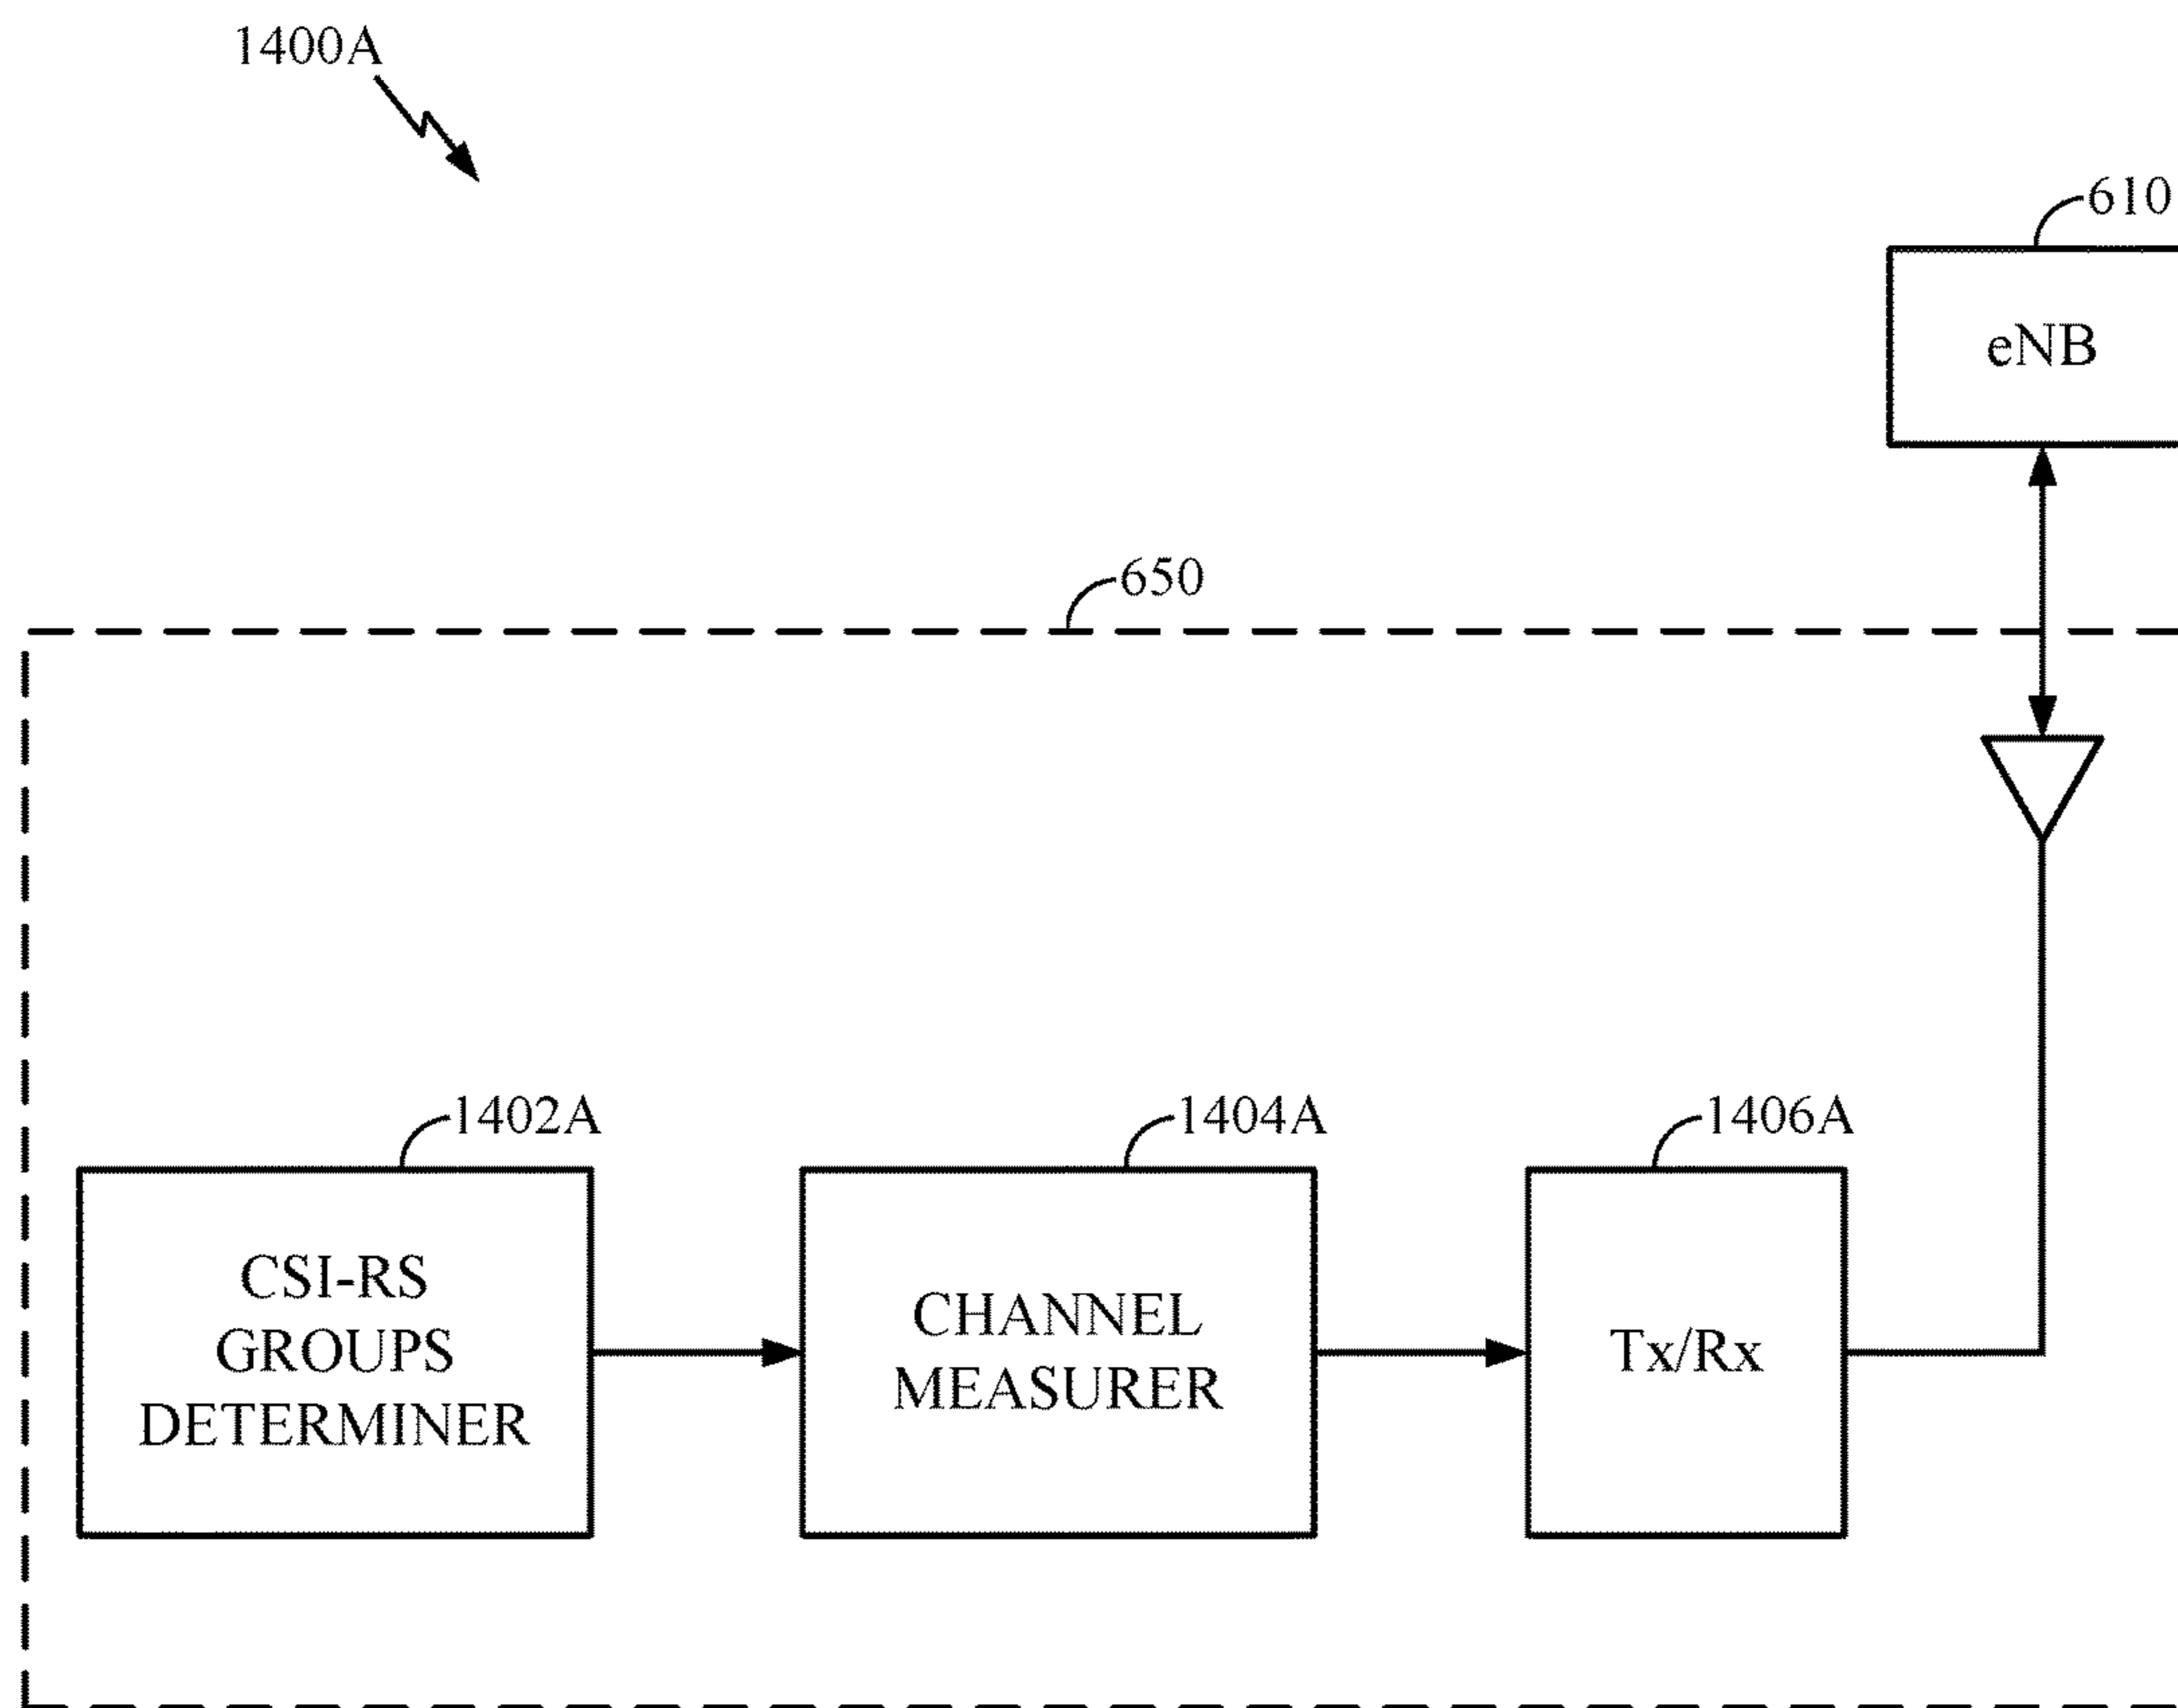 1400A
610
eNB
650
1402A
1404A
1406A
CSI-RS
GROUPS
DETERMINER
CHANNEL
MEASURER
Tx/Rx